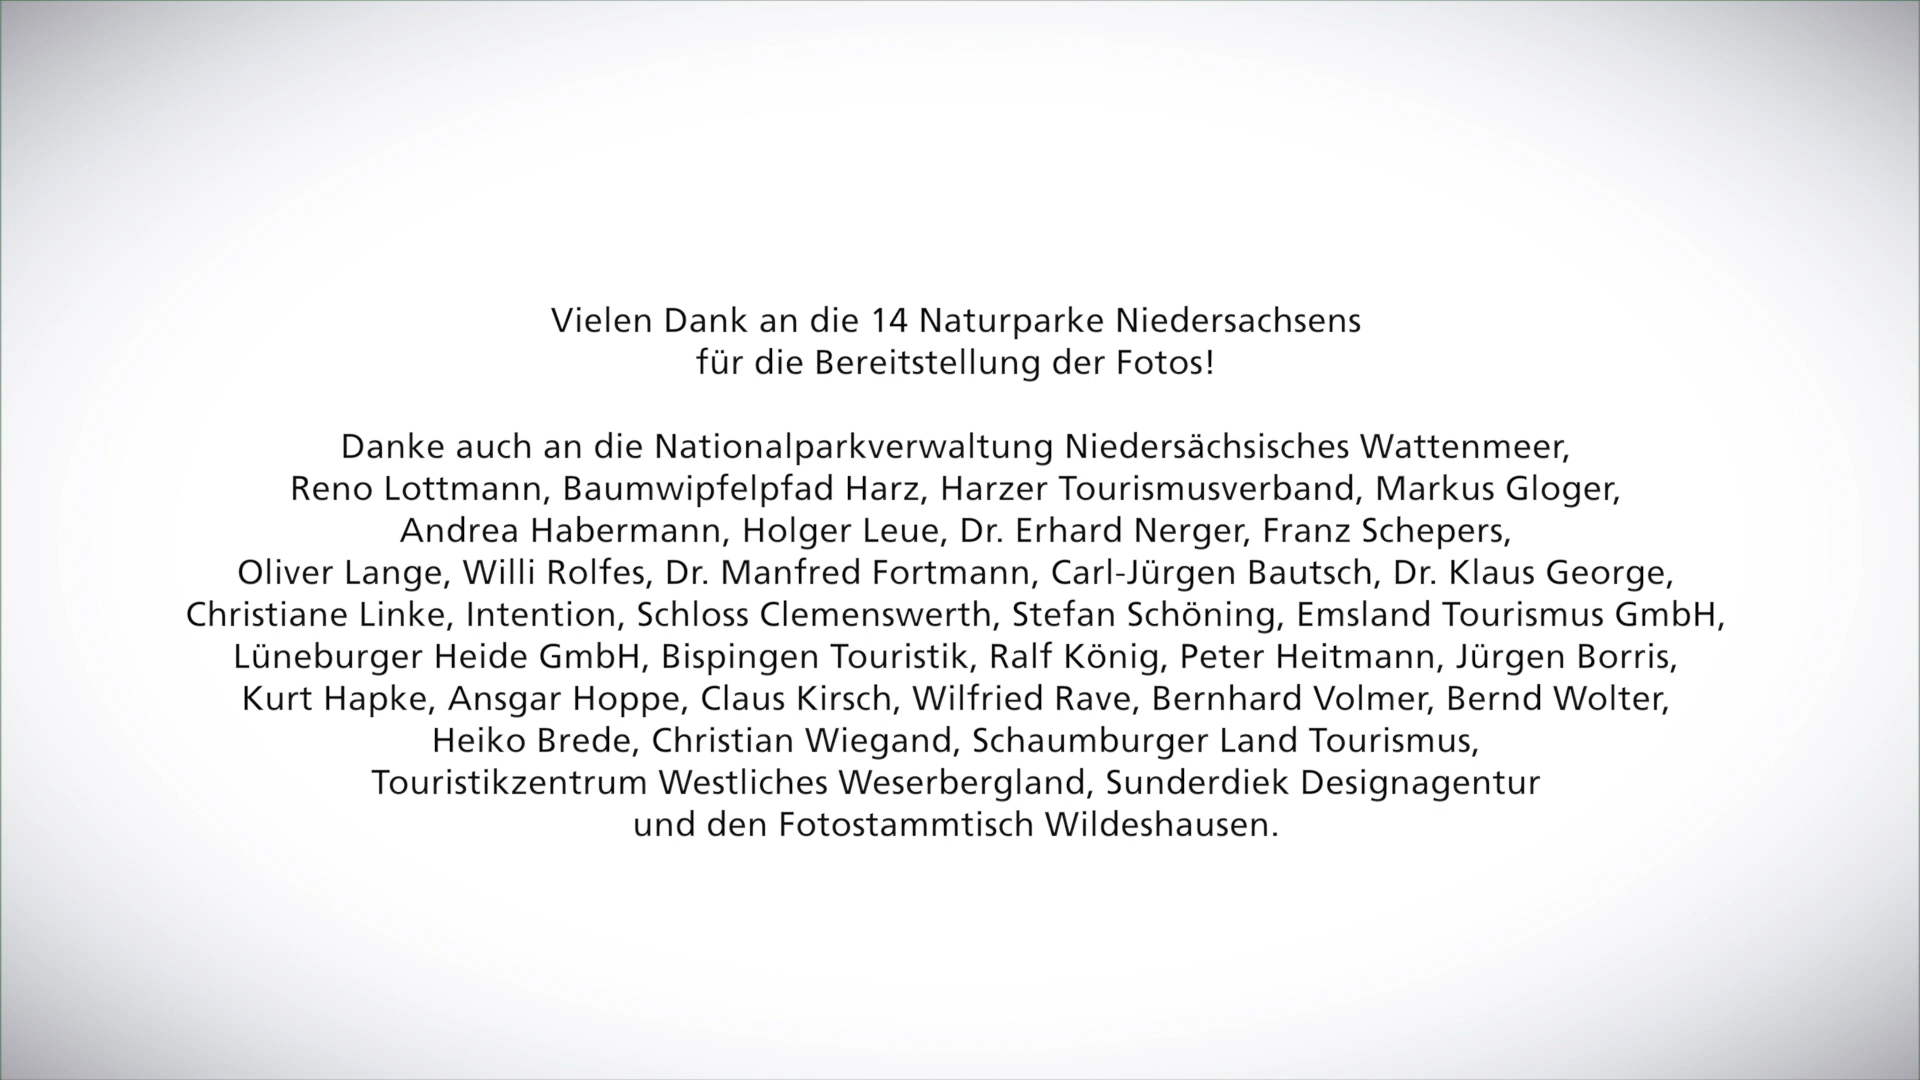 Vielen Dank an die 14 Naturparke Niedersachsens
für die Bereitstellung der Fotos!
Danke auch an die Nationalparkverwaltung Niedersächsisches Wattenmeer,
Reno Lottmann, Baumwipfelpfad Harz, Harzer Tourismusverband, Markus Gloger,
Andrea Habermann, Holger Leue, Dr. Erhard Nerger, Franz Schepers,
Oliver Lange, Willi Rolfes, Dr. Manfred Fortmann, Carl-Jürgen Bautsch, Dr. Klaus George,
Christiane Linke, Intention, Schloss Clemenswerth, Stefan Schöning, Emsland Tourismus GmbH,
Lüneburger Heide GmbH, Bispingen Touristik, Ralf König, Peter Heitmann, Jürgen Borris,
Kurt Hapke, Ansgar Hoppe, Claus Kirsch, Wilfried Rave, Bernhard Volmer, Bernd Wolter,
Heiko Brede, Christian Wiegand, Schaumburger Land Tourismus,
Touristikzentrum Westliches Weserbergland, Sunderdiek Designagentur
und den Fotostammtisch Wildeshausen.